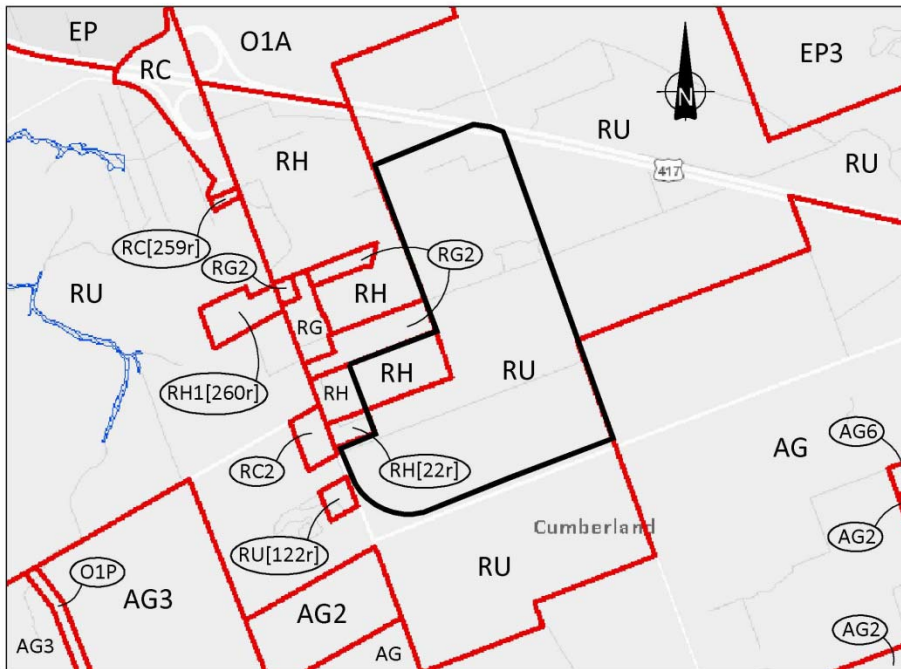 EP
O1A
RC
EP3
N
RU
RU
417
RH
RC[259r]
RG2
RG2
RU
RH
RG
RH1[260r]
RH
RH
RU
AG
AG6
RC2
RH[22r]
Cumberland
AG2
RU[122r]
O1P
RU
AG3
AG2
AG2
AG3
AG